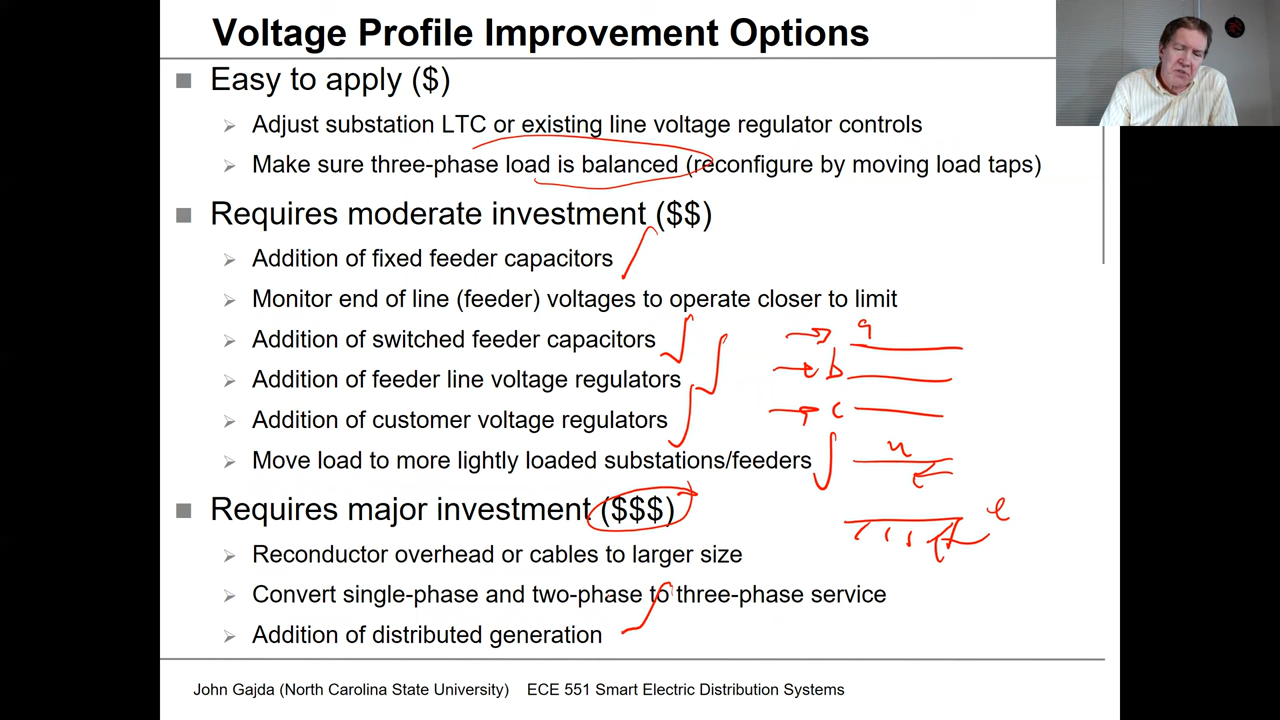 Voltage Profile Improvement Options
Easy to apply ($)
Adjust substation LTC or existing line voltage regulator controls
Make sure three-phase load is balanced (reconfigure by moving load taps)
Requires moderate investment ($$)
Addition of fixed feeder capacitors
Monitor end of line (feeder) voltages to operate closer to limit
Addition of switched feeder capacitors
Addition of feeder line voltage regulators
Addition of customer voltage regulators
Move load to more lightly loaded substations/feeders
a
b
c
n
Requires major investment ($$$)
e
Reconductor overhead or cables to larger size
Convert single-phase and two-phase to three-phase service
Addition of distributed generation
John Gajda (North Carolina State University) ECE 551 Smart Electric Distribution Systems